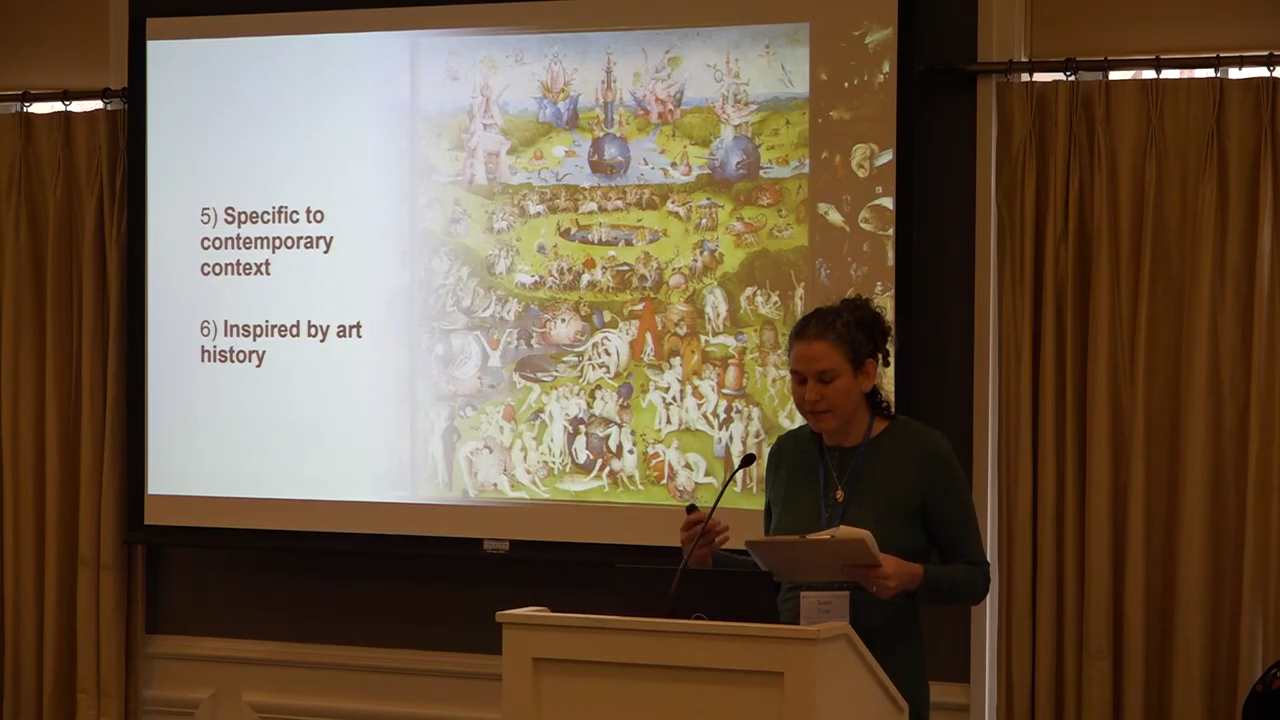 5) Specific to
contemporary
context
6) Inspired by art
history